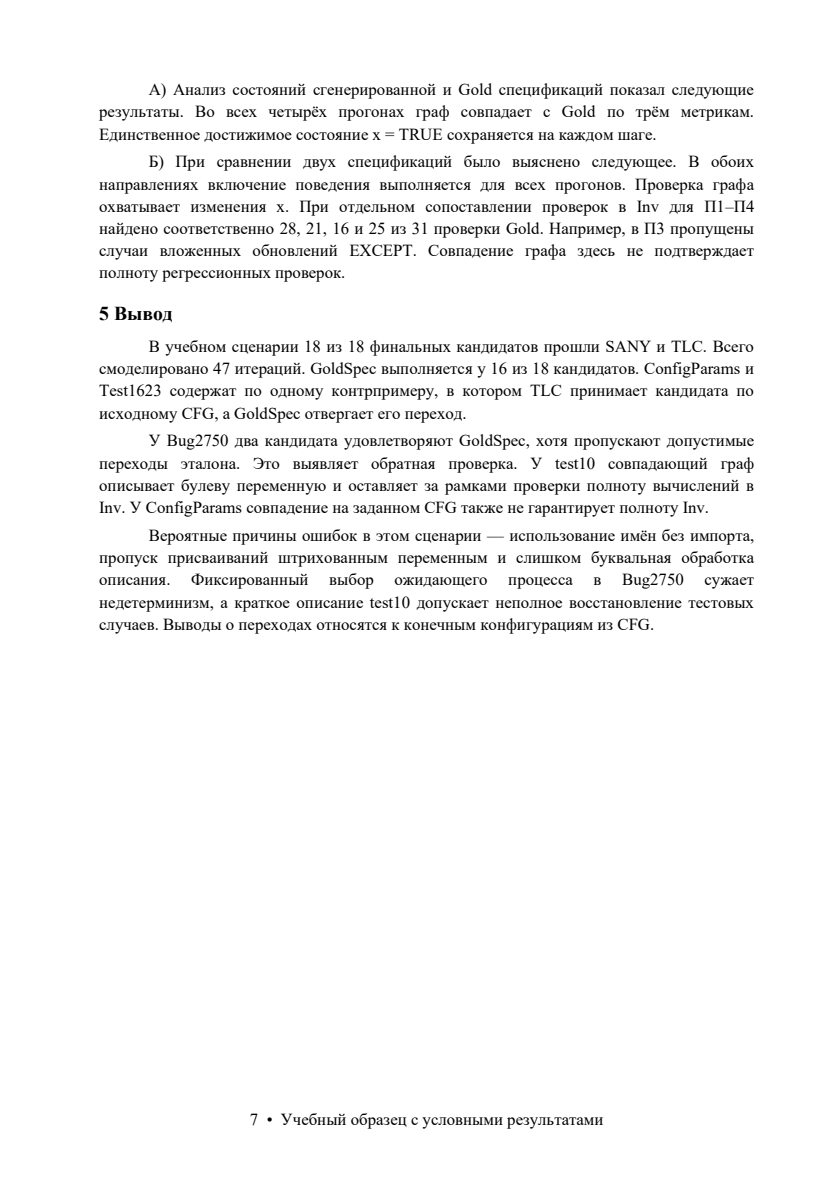 А) Анализ состояний сгенерированной и Gold спецификаций показал следующие
результаты. Во всех четырёх прогонах граф совпадает с Gold по трём метрикам.
Единственное достижимое состояние x = TRUE сохраняется на каждом шаге.
Б) При сравнении двух спецификаций было выяснено следующее. В обоих
направлениях включение поведения выполняется для всех прогонов. Проверка графа
охватывает изменения x. При отдельном сопоставлении проверок в Inv для П1–П4
найдено соответственно 28, 21, 16 и 25 из 31 проверки Gold. Например, в П3 пропущены
случаи вложенных обновлений EXCEPT. Совпадение графа здесь не подтверждает
полноту регрессионных проверок.
5 Вывод
В учебном сценарии 18 из 18 финальных кандидатов прошли SANY и TLC. Всего
смоделировано 47 итераций. GoldSpec выполняется у 16 из 18 кандидатов. ConfigParams и
Test1623 содержат по одному контрпримеру, в котором TLC принимает кандидата по
исходному CFG, а GoldSpec отвергает его переход.
У Bug2750 два кандидата удовлетворяют GoldSpec, хотя пропускают допустимые
переходы эталона. Это выявляет обратная проверка. У test10 совпадающий граф
описывает булеву переменную и оставляет за рамками проверки полноту вычислений в
Inv. У ConfigParams совпадение на заданном CFG также не гарантирует полноту Inv.
Вероятные причины ошибок в этом сценарии — использование имён без импорта,
пропуск присваиваний штрихованным переменным и слишком буквальная обработка
описания. Фиксированный выбор ожидающего процесса в Bug2750 сужает
недетерминизм, а краткое описание test10 допускает неполное восстановление тестовых
случаев. Выводы о переходах относятся к конечным конфигурациям из CFG.
7 • Учебный образец с условными результатами